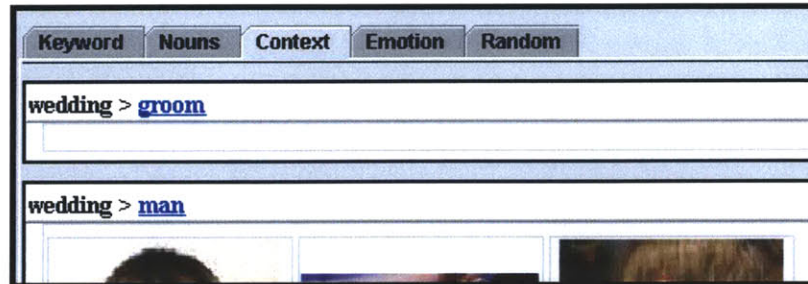 Keyword Nouns Context Emotion Random
wedding > groom
wedding > man